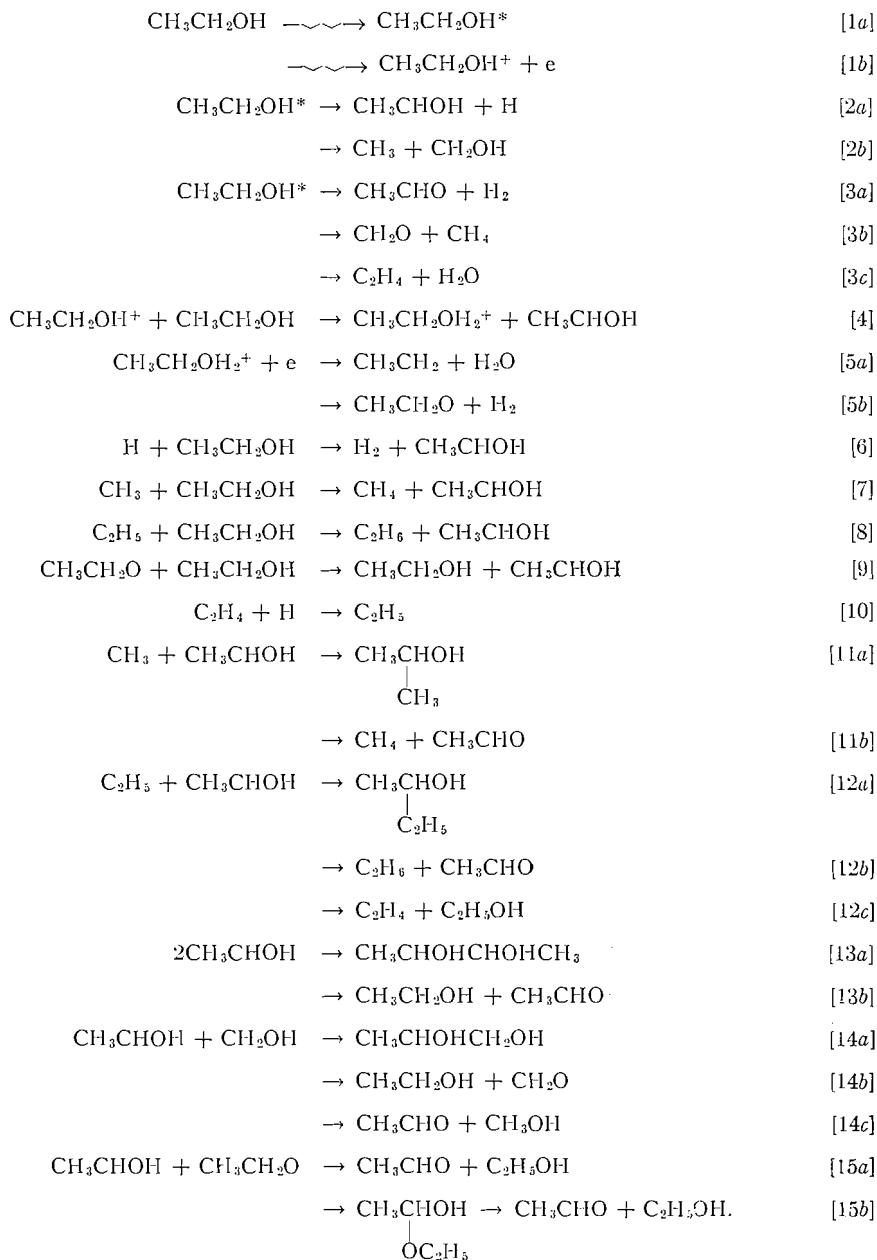 CH₃CH₂OH ⟿ CH₃CH₂OH* [1a]
⟿ CH₃CH₂OH⁺ + e [1b]
CH₃CH₂OH* → CH₃CHOH + H [2a]
→ CH₃ + CH₂OH [2b]
CH₃CH₂OH* → CH₃CHO + H₂ [3a]
→ CH₂O + CH₄ [3b]
→ C₂H₄ + H₂O [3c]
CH₃CH₂OH⁺ + CH₃CH₂OH → CH₃CH₂OH₂⁺ + CH₃CHOH [4]
CH₃CH₂OH₂⁺ + e → CH₃CH₂ + H₂O [5a]
→ CH₃CH₂O + H₂ [5b]
H + CH₃CH₂OH → H₂ + CH₃CHOH [6]
CH₃ + CH₃CH₂OH → CH₄ + CH₃CHOH [7]
C₂H₅ + CH₃CH₂OH → C₂H₆ + CH₃CHOH [8]
CH₃CH₂O + CH₃CH₂OH → CH₃CH₂OH + CH₃CHOH [9]
C₂H₄ + H → C₂H₅ [10]
CH₃ + CH₃CHOH → CH₃CHOH [11a]
CH₃
→ CH₄ + CH₃CHO [11b]
C₂H₅ + CH₃CHOH → CH₃CHOH [12a]
C₂H₅
→ C₂H₆ + CH₃CHO [12b]
→ C₂H₄ + C₂H₅OH [12c]
2CH₃CHOH → CH₃CHOHCHOHCH₃ [13a]
→ CH₃CH₂OH + CH₃CHO [13b]
CH₃CHOH + CH₂OH → CH₃CHOHCH₂OH [14a]
→ CH₃CH₂OH + CH₂O [14b]
→ CH₃CHO + CH₃OH [14c]
CH₃CHOH + CH₃CH₂O → CH₃CHO + C₂H₅OH [15a]
→ CH₃CHOH → CH₃CHO + C₂H₅OH. [15b]
OC₂H₅